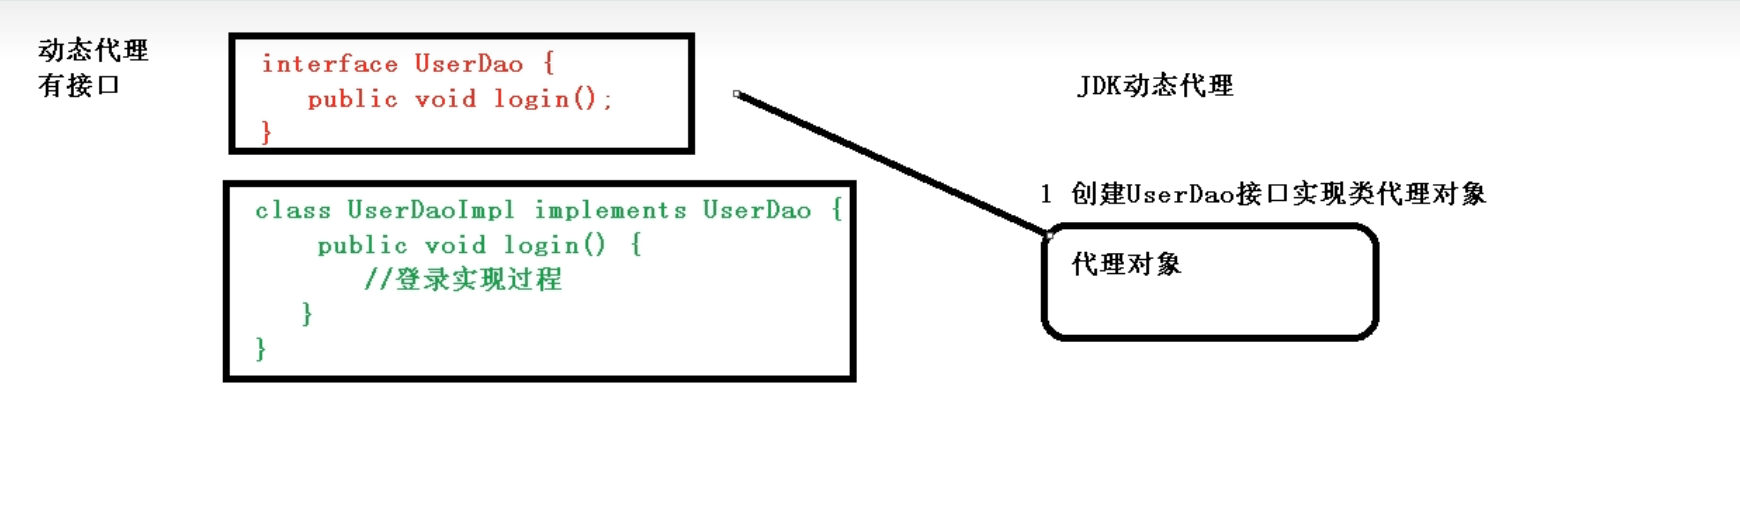 动态代理
有接口
interface UserDao {
public void login();
}
class UserDaoImpl implements UserDao {
public void login() {
//登录实现过程
}
}
JDK动态代理
1 创建UserDao接口实现类代理对象
代理对象